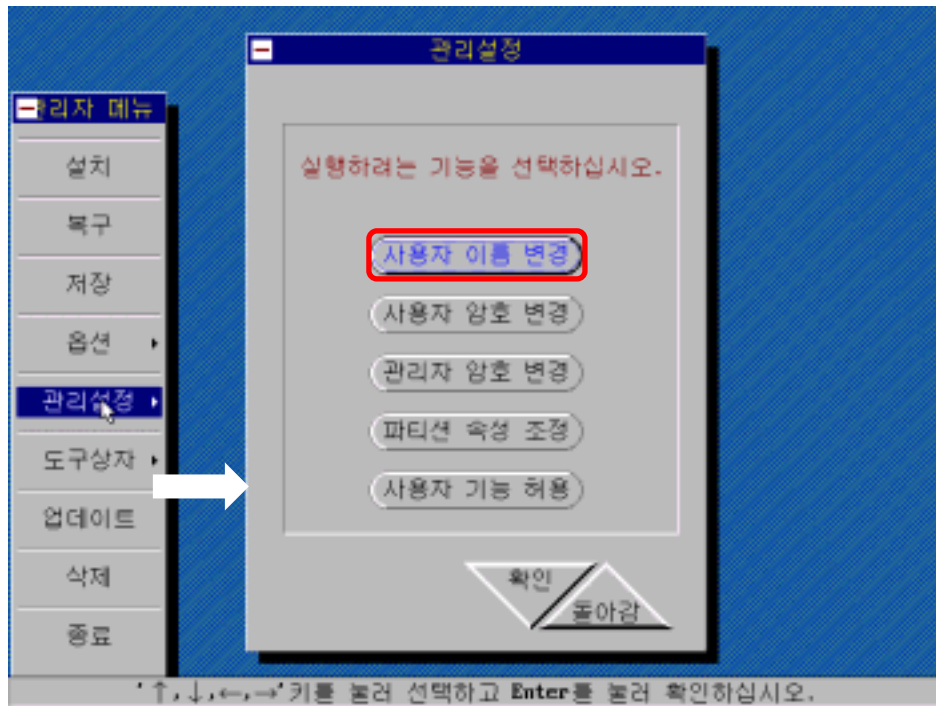 관리자 메뉴
설치
복구
저장
옵션
관리설정
도구상자
업데이트
삭제
종료
관리설정
실행하려는 기능을 선택하십시오.
사용자 이름 변경
사용자 암호 변경
관리자 암호 변경
파티션 속성 조정
사용자 기능 허용
확인
돌아감
'↑,↓,←,→'키를 눌러 선택하고 Enter를 눌러 확인하십시오.